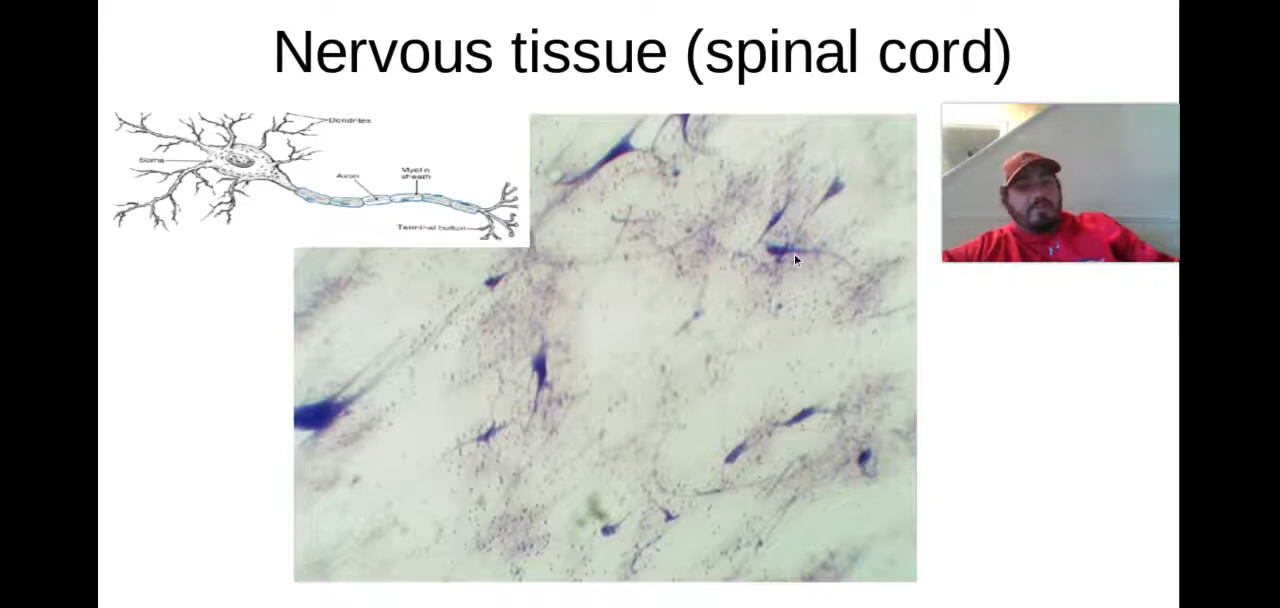 Nervous tissue (spinal cord)
Dendrites
Soma
Axon
Myelin
sheath
Terminal button